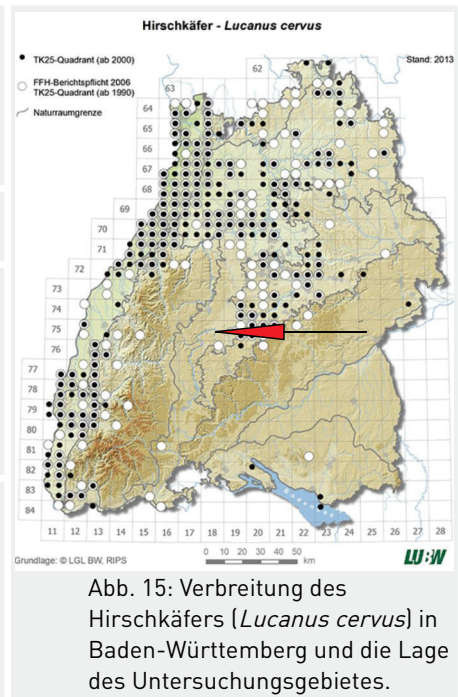 Hirschkäfer - Lucanus cervus
TK25-Quadrant (ab 2000)
FFH-Berichtspflicht 2006
TK25-Quadrant (ab 1990)
Naturraumgrenze
Stand: 2013
62
63
64
65
66
67
68
69
70
71
72
73
74
75
76
77
78
79
80
81
82
83
84
11 12 13 14 15 16 17 18 19 20 21 22 23 24 25 26 27 28
Grundlage: © LGL BW, RIPS
0 10 20 30 40 50
km
LUBW
Abb. 15: Verbreitung des
Hirschkäfers (Lucanus cervus) in
Baden-Württemberg und die Lage
des Untersuchungsgebietes.